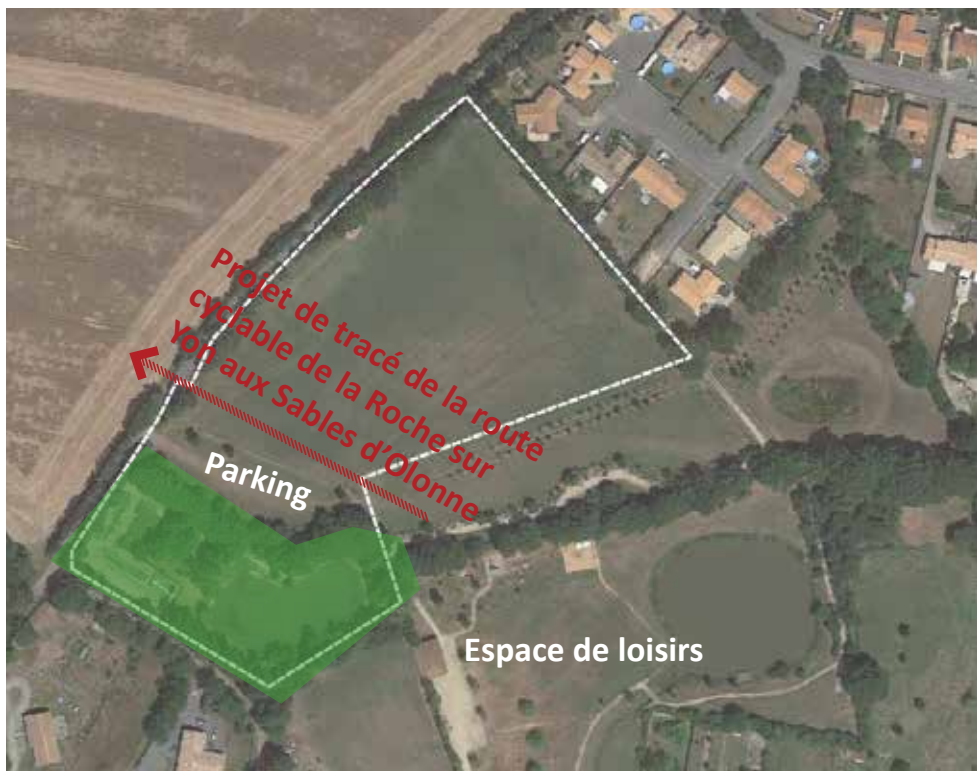 Projet de tracé de la route
cyclable de la Roche sur
Yon aux Sables d'Olonne
Parking
Espace de loisirs